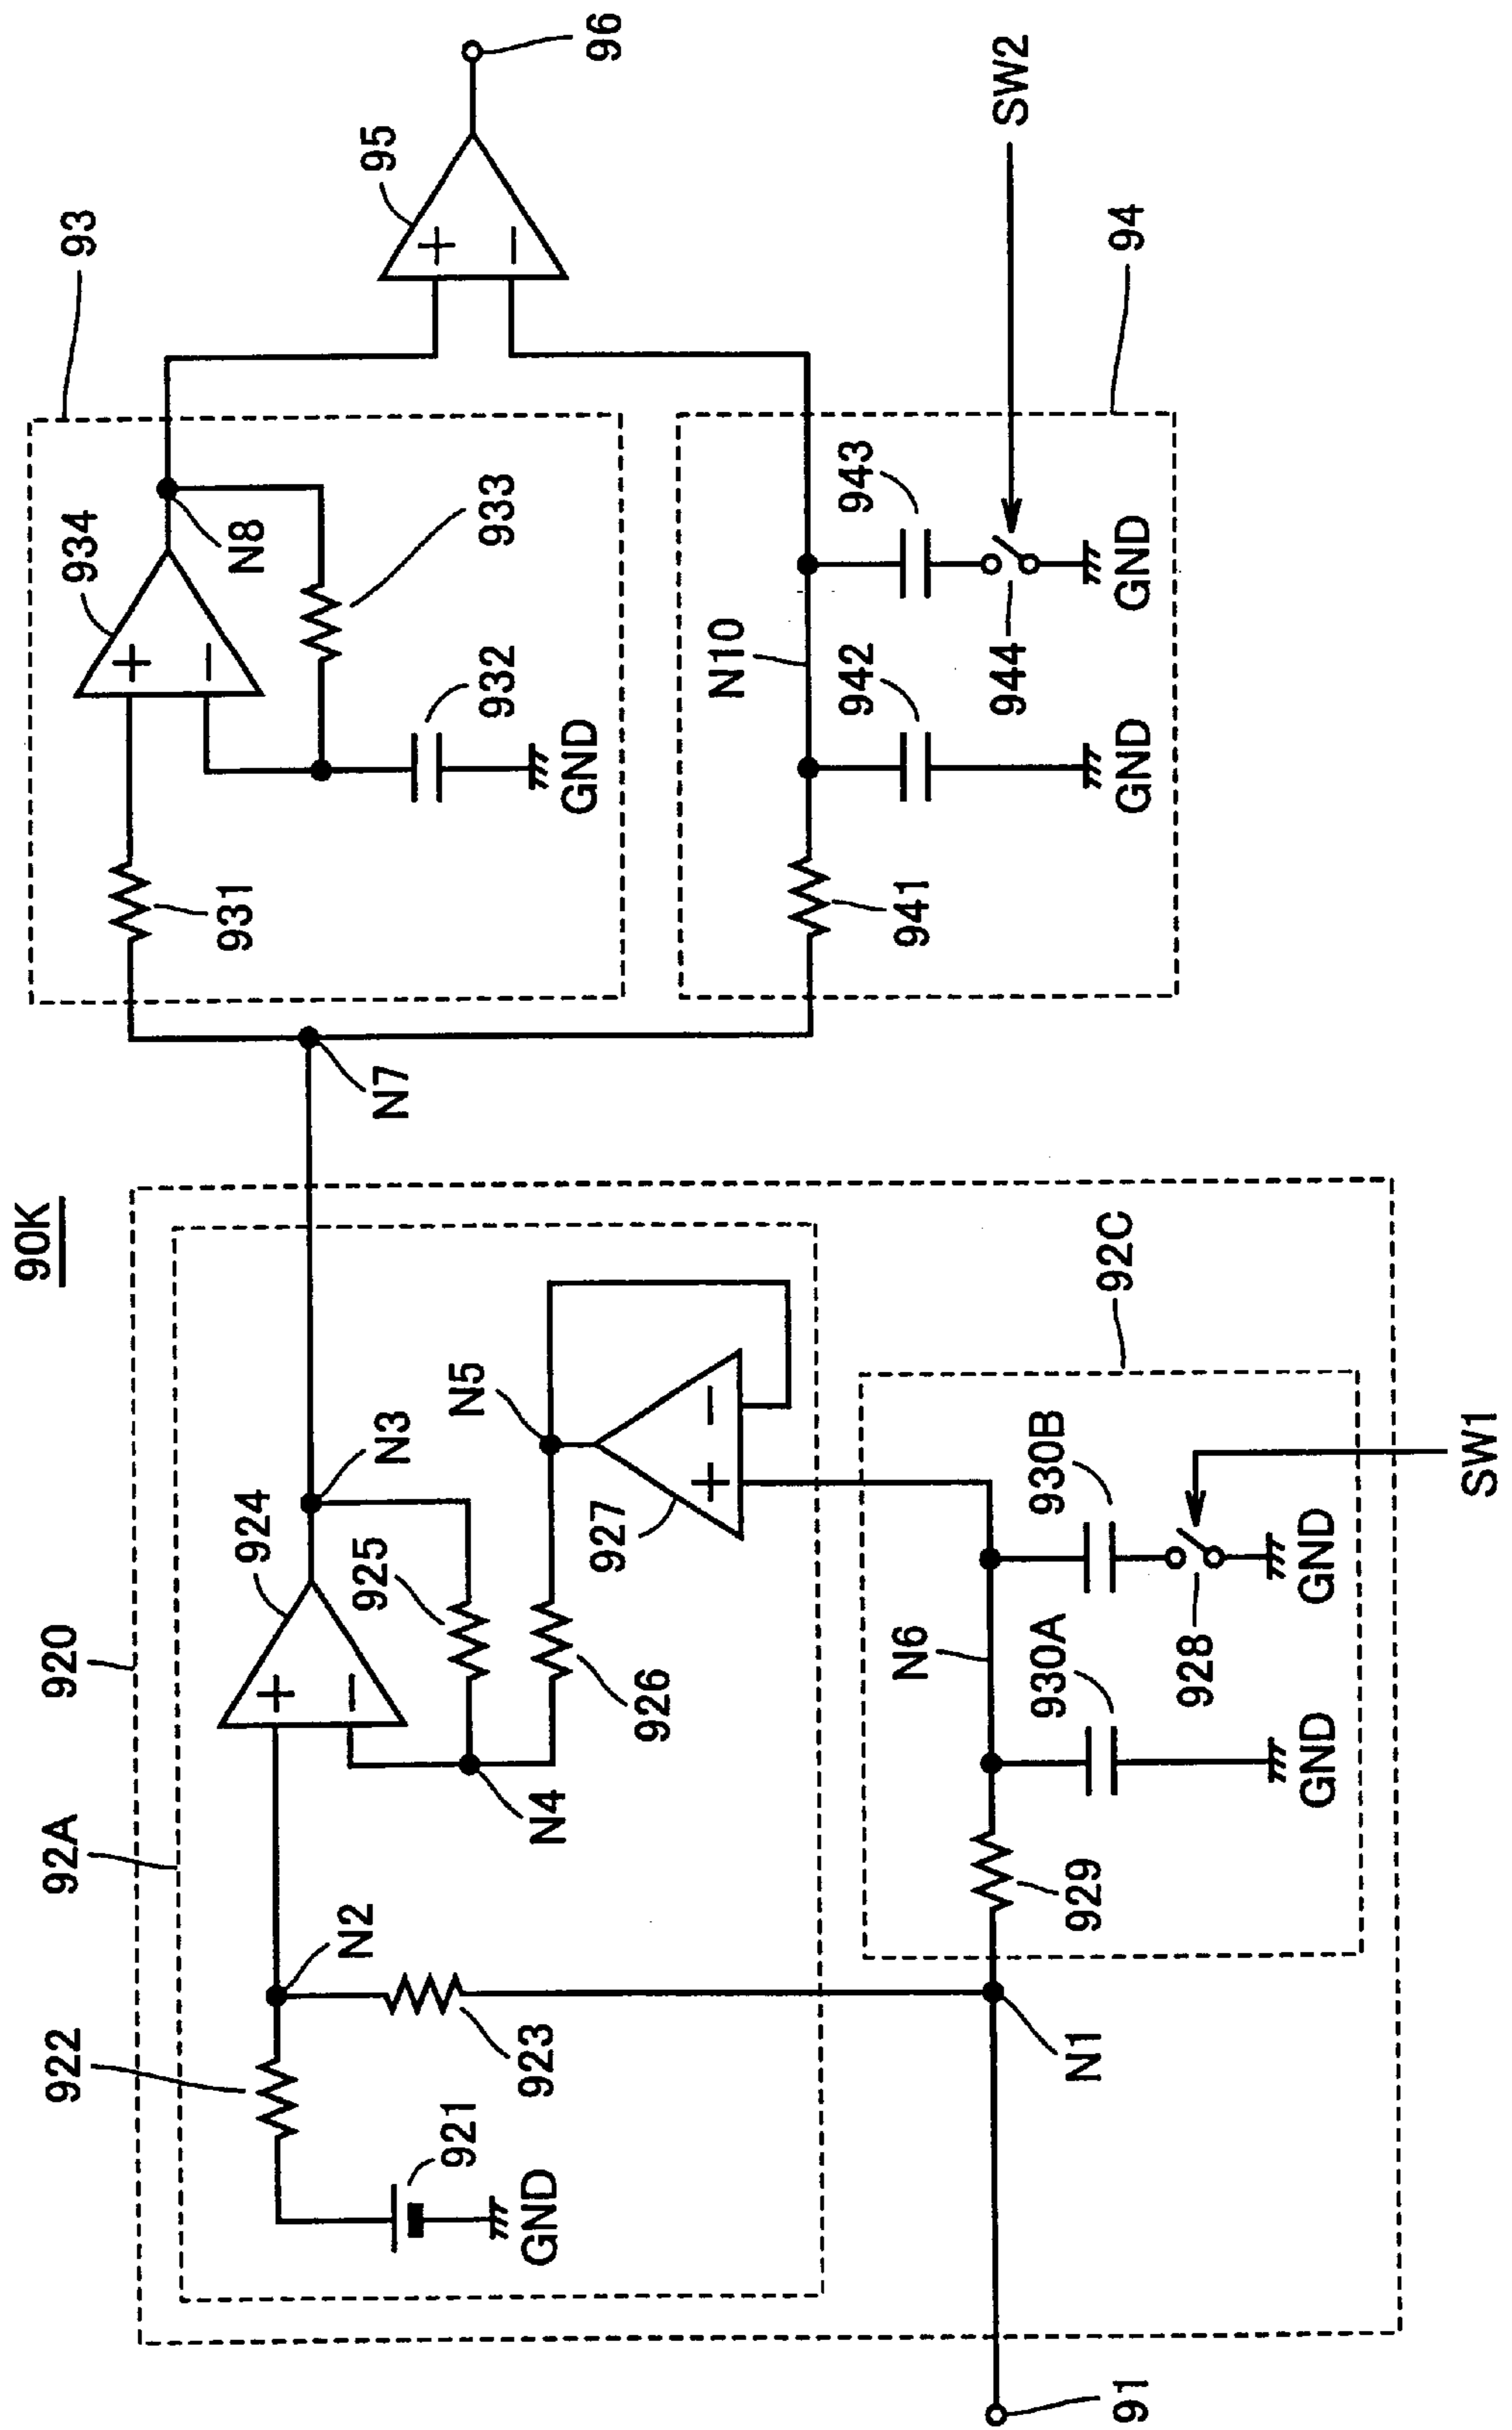 90K
920
92A
922
921
GND
N2
923
924
N3
925
N4
926
N5
927
92C
N1
929
N6
930A
GND
930B
928
GND
SW1
91
N7
93
931
934
N8
933
932
GND
94
941
N10
942
GND
943
944
GND
SW2
95
+
−
96
+
−
+
−
+
−